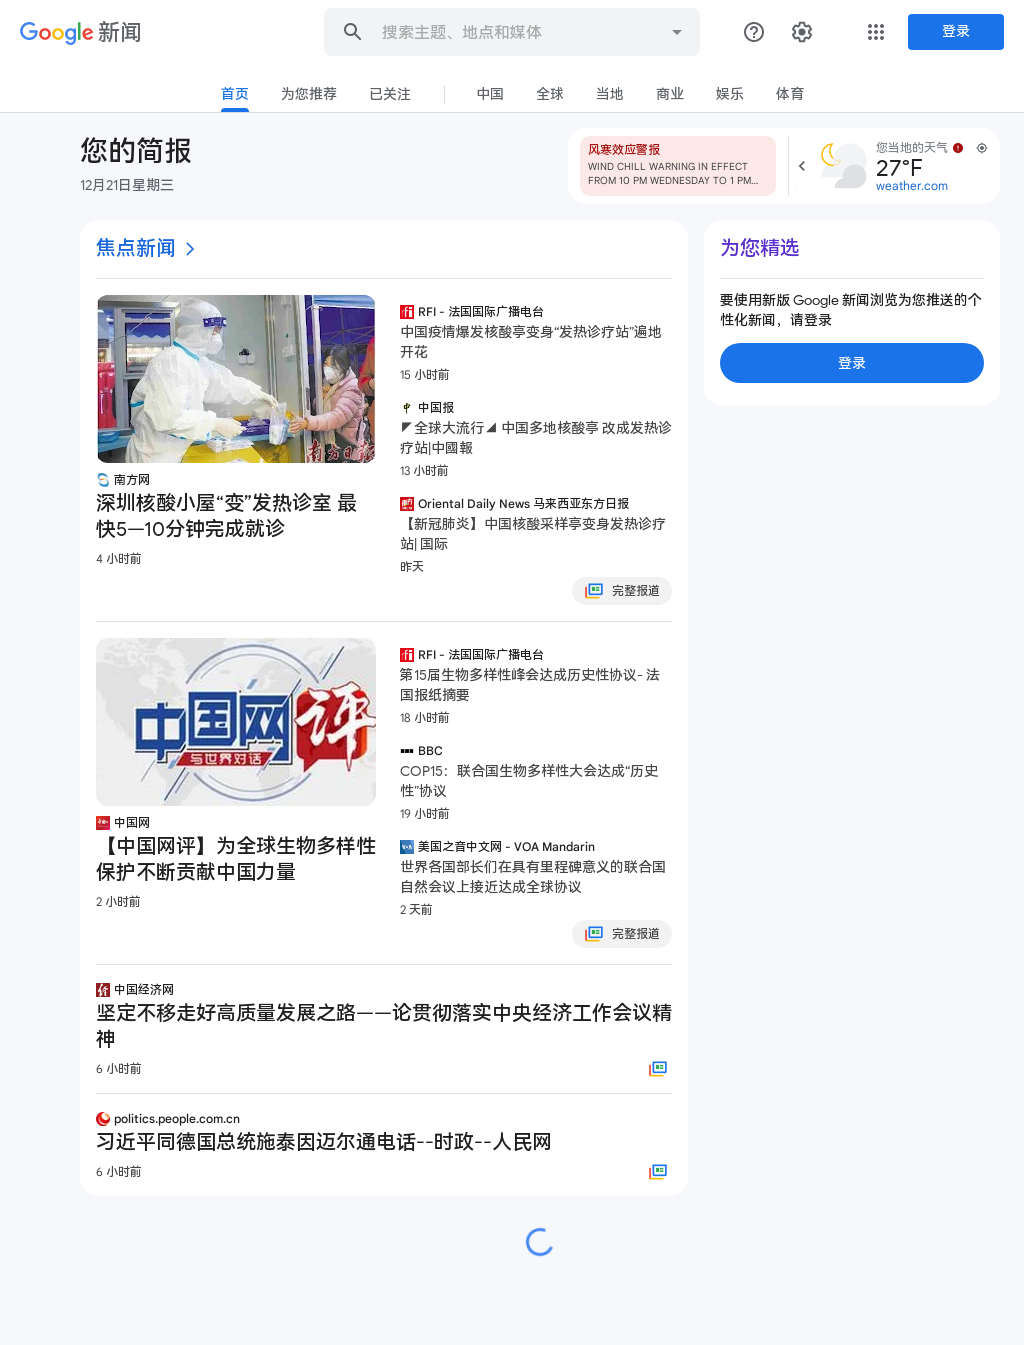 Google 新闻
搜索主题、地点和媒体
登录
首页
为您推荐
已关注
中国
全球
当地
商业
娱乐
体育
您的简报
12月21日星期三
风寒效应警报
WIND CHILL WARNING IN EFFECT
FROM 10 PM WEDNESDAY TO 1 PM...
您当地的天气
27°F
weather.com
焦点新闻
南方日报
南方网
深圳核酸小屋“变”发热诊室 最
快5—10分钟完成就诊
4 小时前
RFI - 法国国际广播电台
中国疫情爆发核酸亭变身“发热诊疗站”遍地
开花
15 小时前
中国报
◤全球大流行◢ 中国多地核酸亭 改成发热诊
疗站|中國報
13 小时前
Oriental Daily News 马来西亚东方日报
【新冠肺炎】中国核酸采样亭变身发热诊疗
站| 国际
昨天
完整报道
中国网评
与世界对话
中国网
【中国网评】为全球生物多样性
保护不断贡献中国力量
2 小时前
RFI - 法国国际广播电台
第15届生物多样性峰会达成历史性协议- 法
国报纸摘要
18 小时前
BBC
COP15：联合国生物多样性大会达成“历史
性”协议
19 小时前
美国之音中文网 - VOA Mandarin
世界各国部长们在具有里程碑意义的联合国
自然会议上接近达成全球协议
2 天前
完整报道
中国经济网
坚定不移走好高质量发展之路——论贯彻落实中央经济工作会议精
神
6 小时前
politics.people.com.cn
习近平同德国总统施泰因迈尔通电话--时政--人民网
6 小时前
为您精选
要使用新版 Google 新闻浏览为您推送的个
性化新闻，请登录
登录